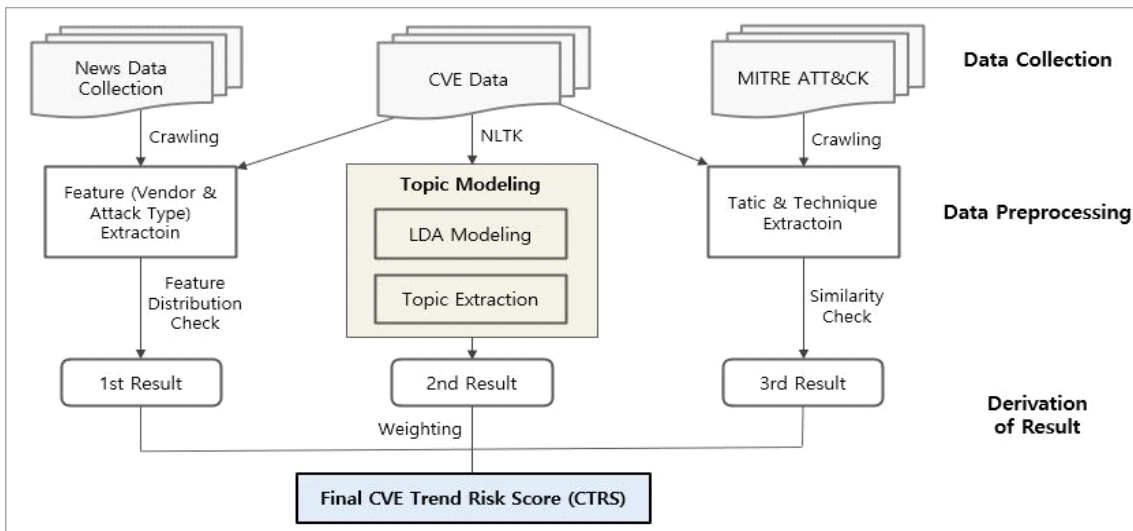 News Data
Collection
CVE Data
MITRE ATT&CK
Data Collection
Crawling
NLTK
Crawling
Feature (Vendor &
Attack Type)
Extractoin
Topic Modeling
LDA Modeling
Topic Extraction
Tatic & Technique
Extractoin
Data Preprocessing
Feature
Distribution
Check
Similarity
Check
1st Result
2nd Result
3rd Result
Derivation
of Result
Weighting
Final CVE Trend Risk Score (CTRS)